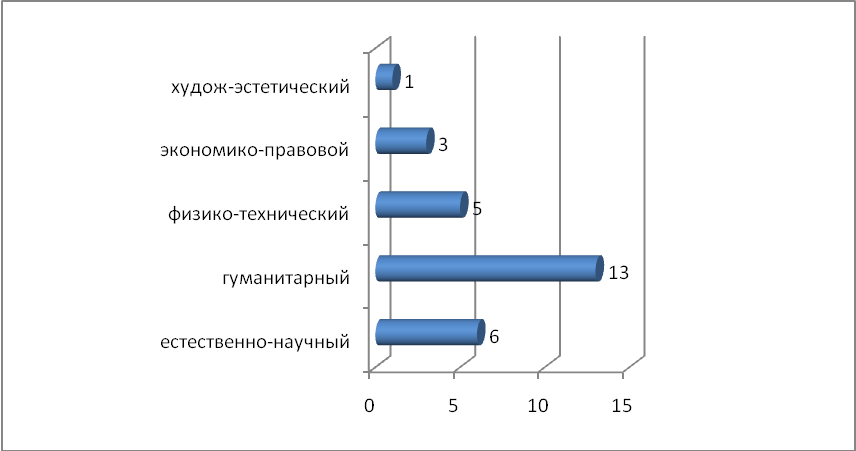 худож-эстетический 1
экономико-правовой 3
физико-технический 5
гуманитарный 13
естественно-научный 6
0 5 10 15